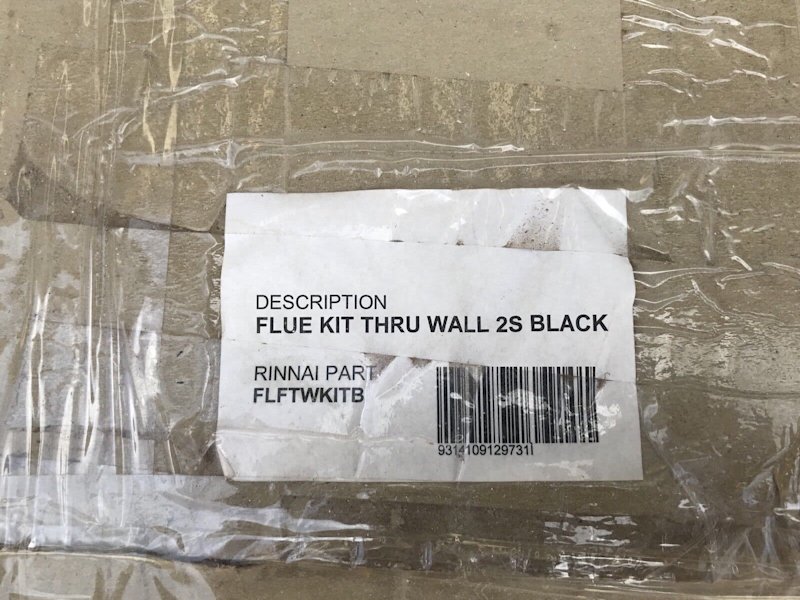 DESCRIPTION
FLUE KIT THRU WALL 2S BLACK
RINNAI PART
FLFTWKITB
9314109129731